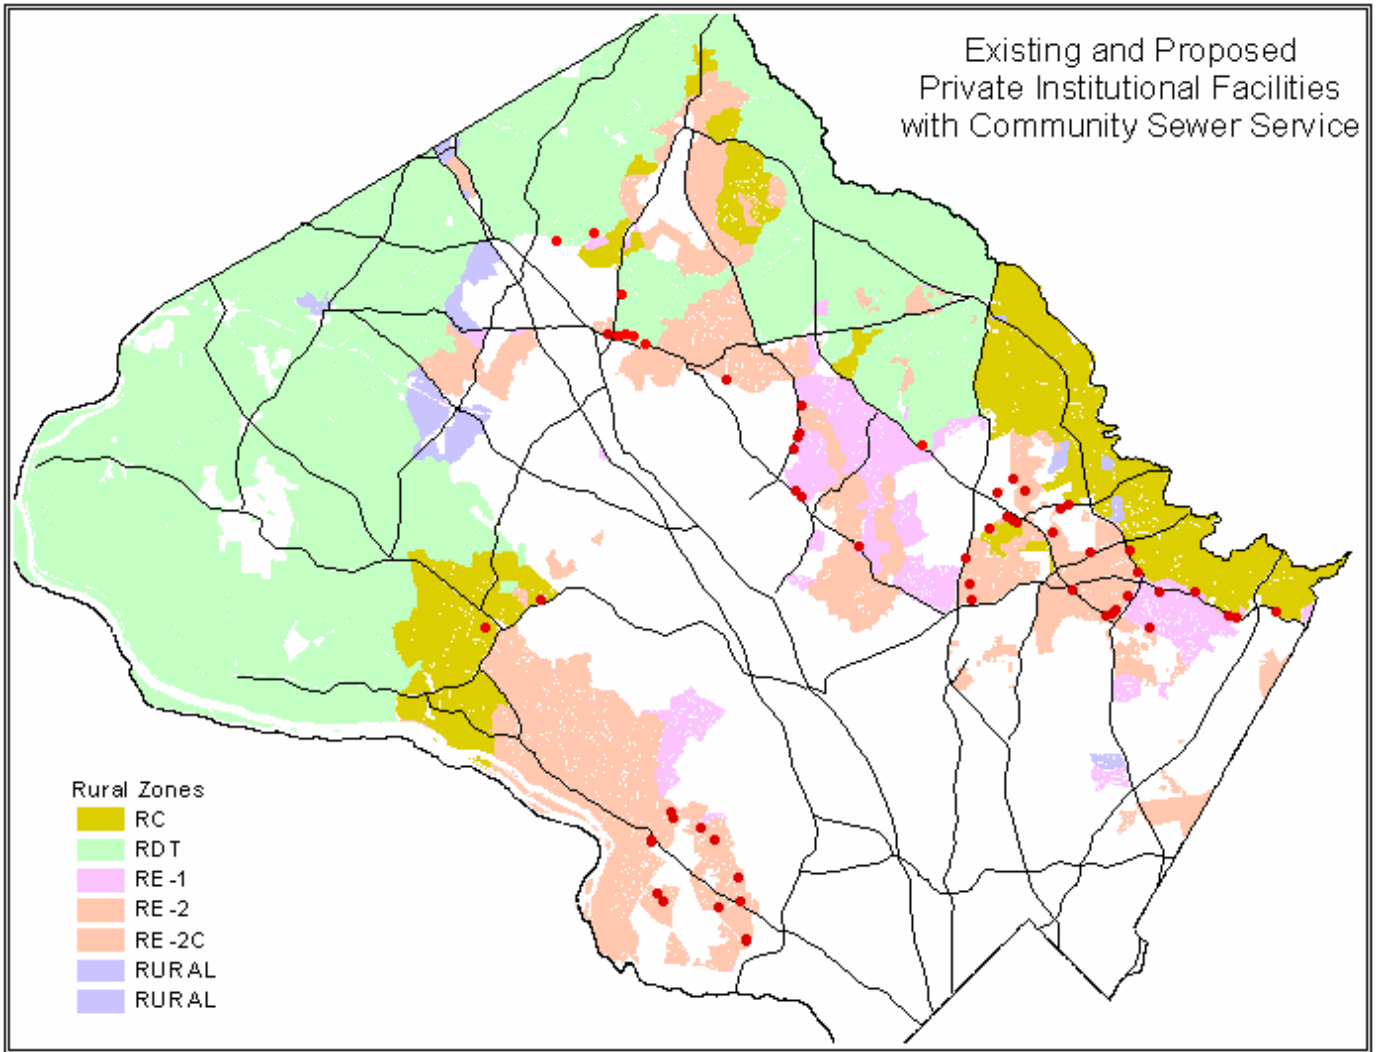 Existing and Proposed
Private Institutional Facilities
with Community Sewer Service
Rural Zones
RC
RDT
RE-1
RE-2
RE-2C
RURAL
RURAL